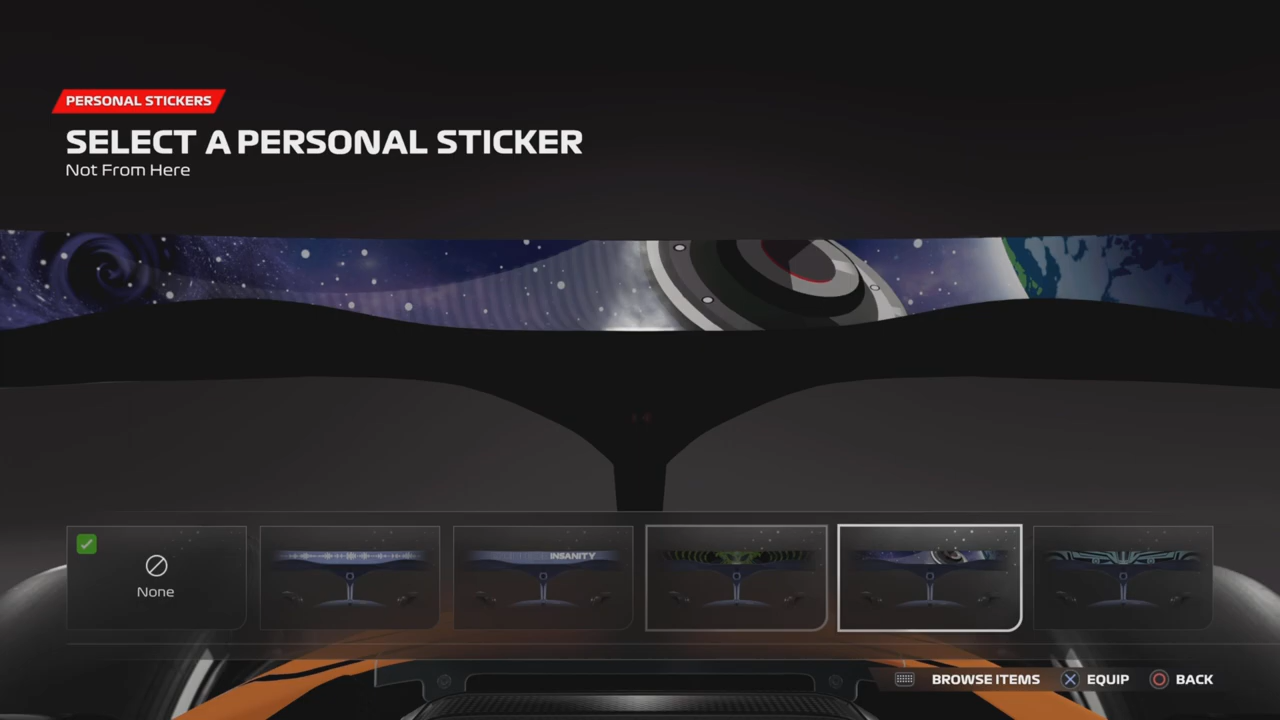 PERSONAL STICKERS
SELECT A PERSONAL STICKER
Not From Here
None
INSANITY
BROWSE ITEMS
EQUIP
BACK